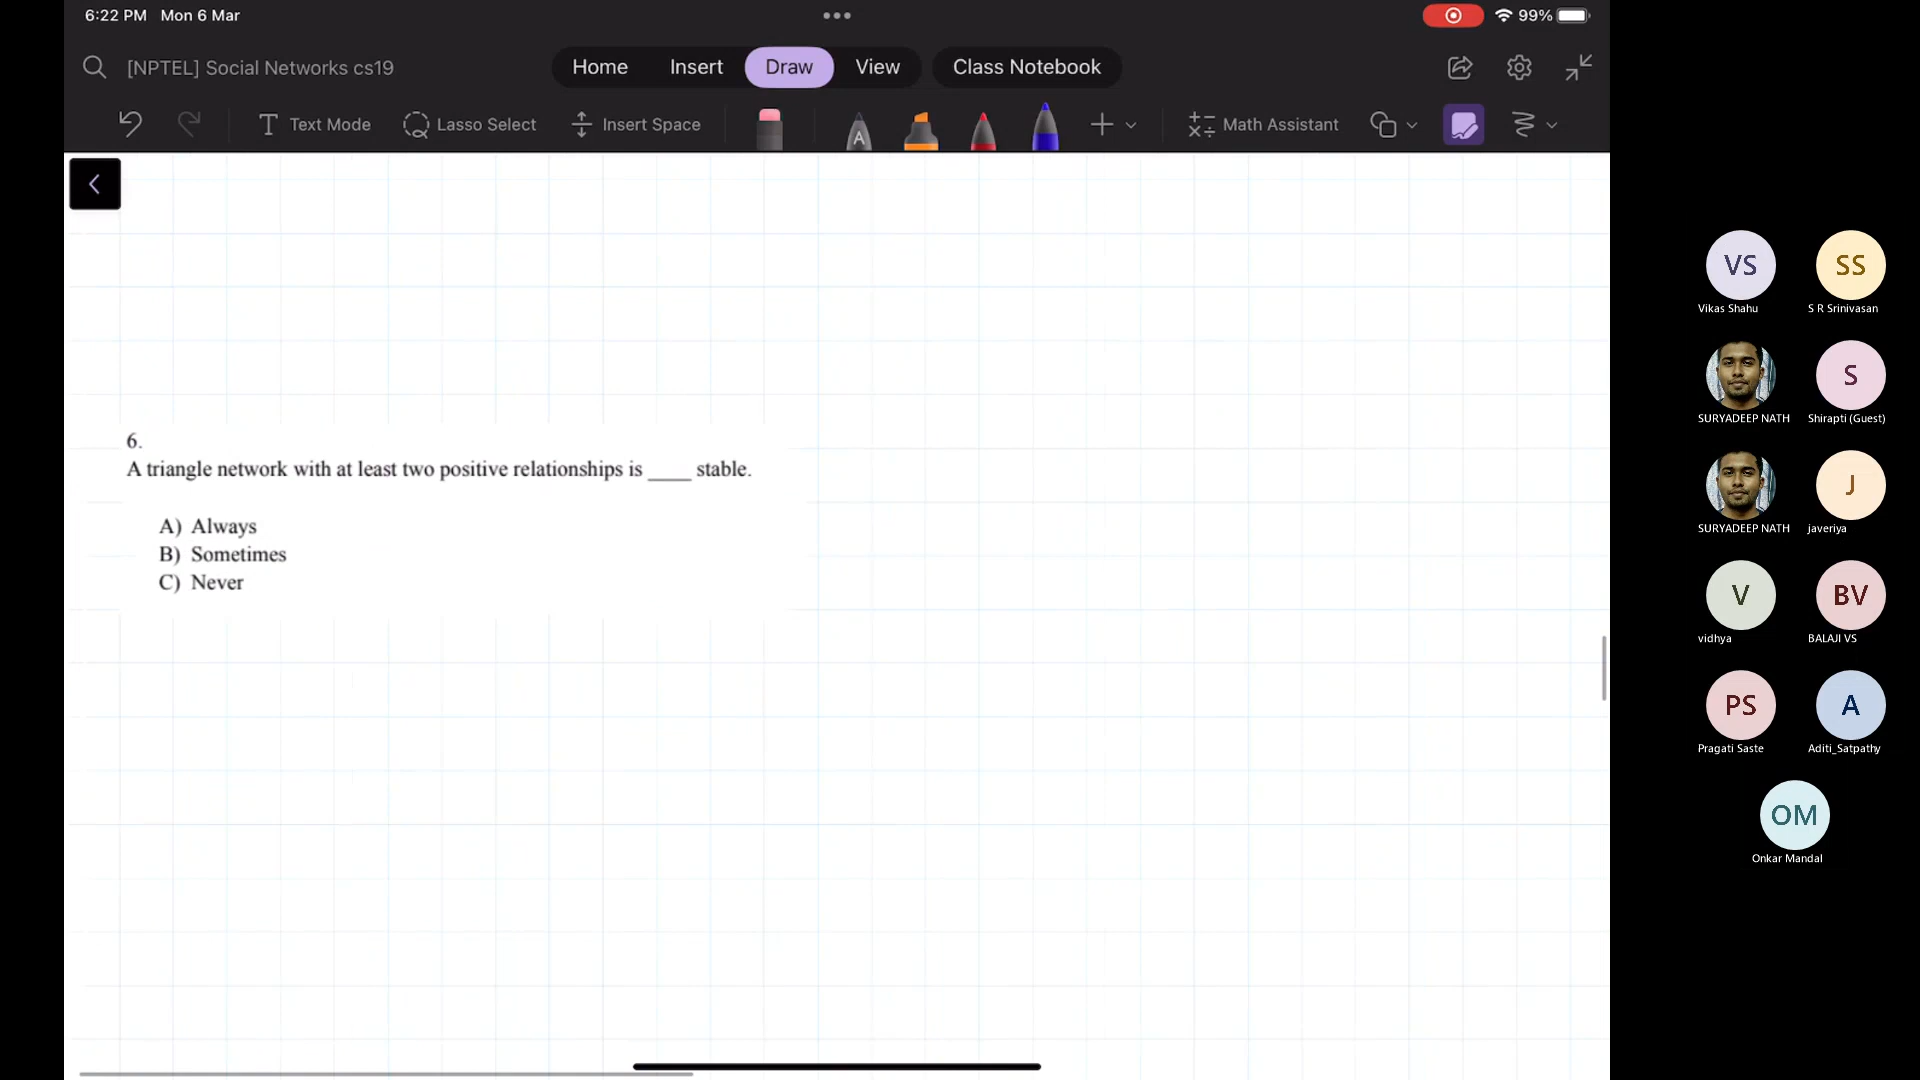 6:22 PM Mon 6 Mar
99%
[NPTEL] Social Networks cs19
Home Insert Draw View Class Notebook
Text Mode Lasso Select Insert Space A Math Assistant
6.
A triangle network with at least two positive relationships is ____ stable.
A) Always
B) Sometimes
C) Never
VS SS
Vikas Shahu S R Srinivasan
S
SURYADEEP NATH Shirapti (Guest)
J
SURYADEEP NATH javeriya
V BV
vidhya BALAJI VS
PS A
Pragati Saste Aditi_Satpathy
OM
Onkar Mandal